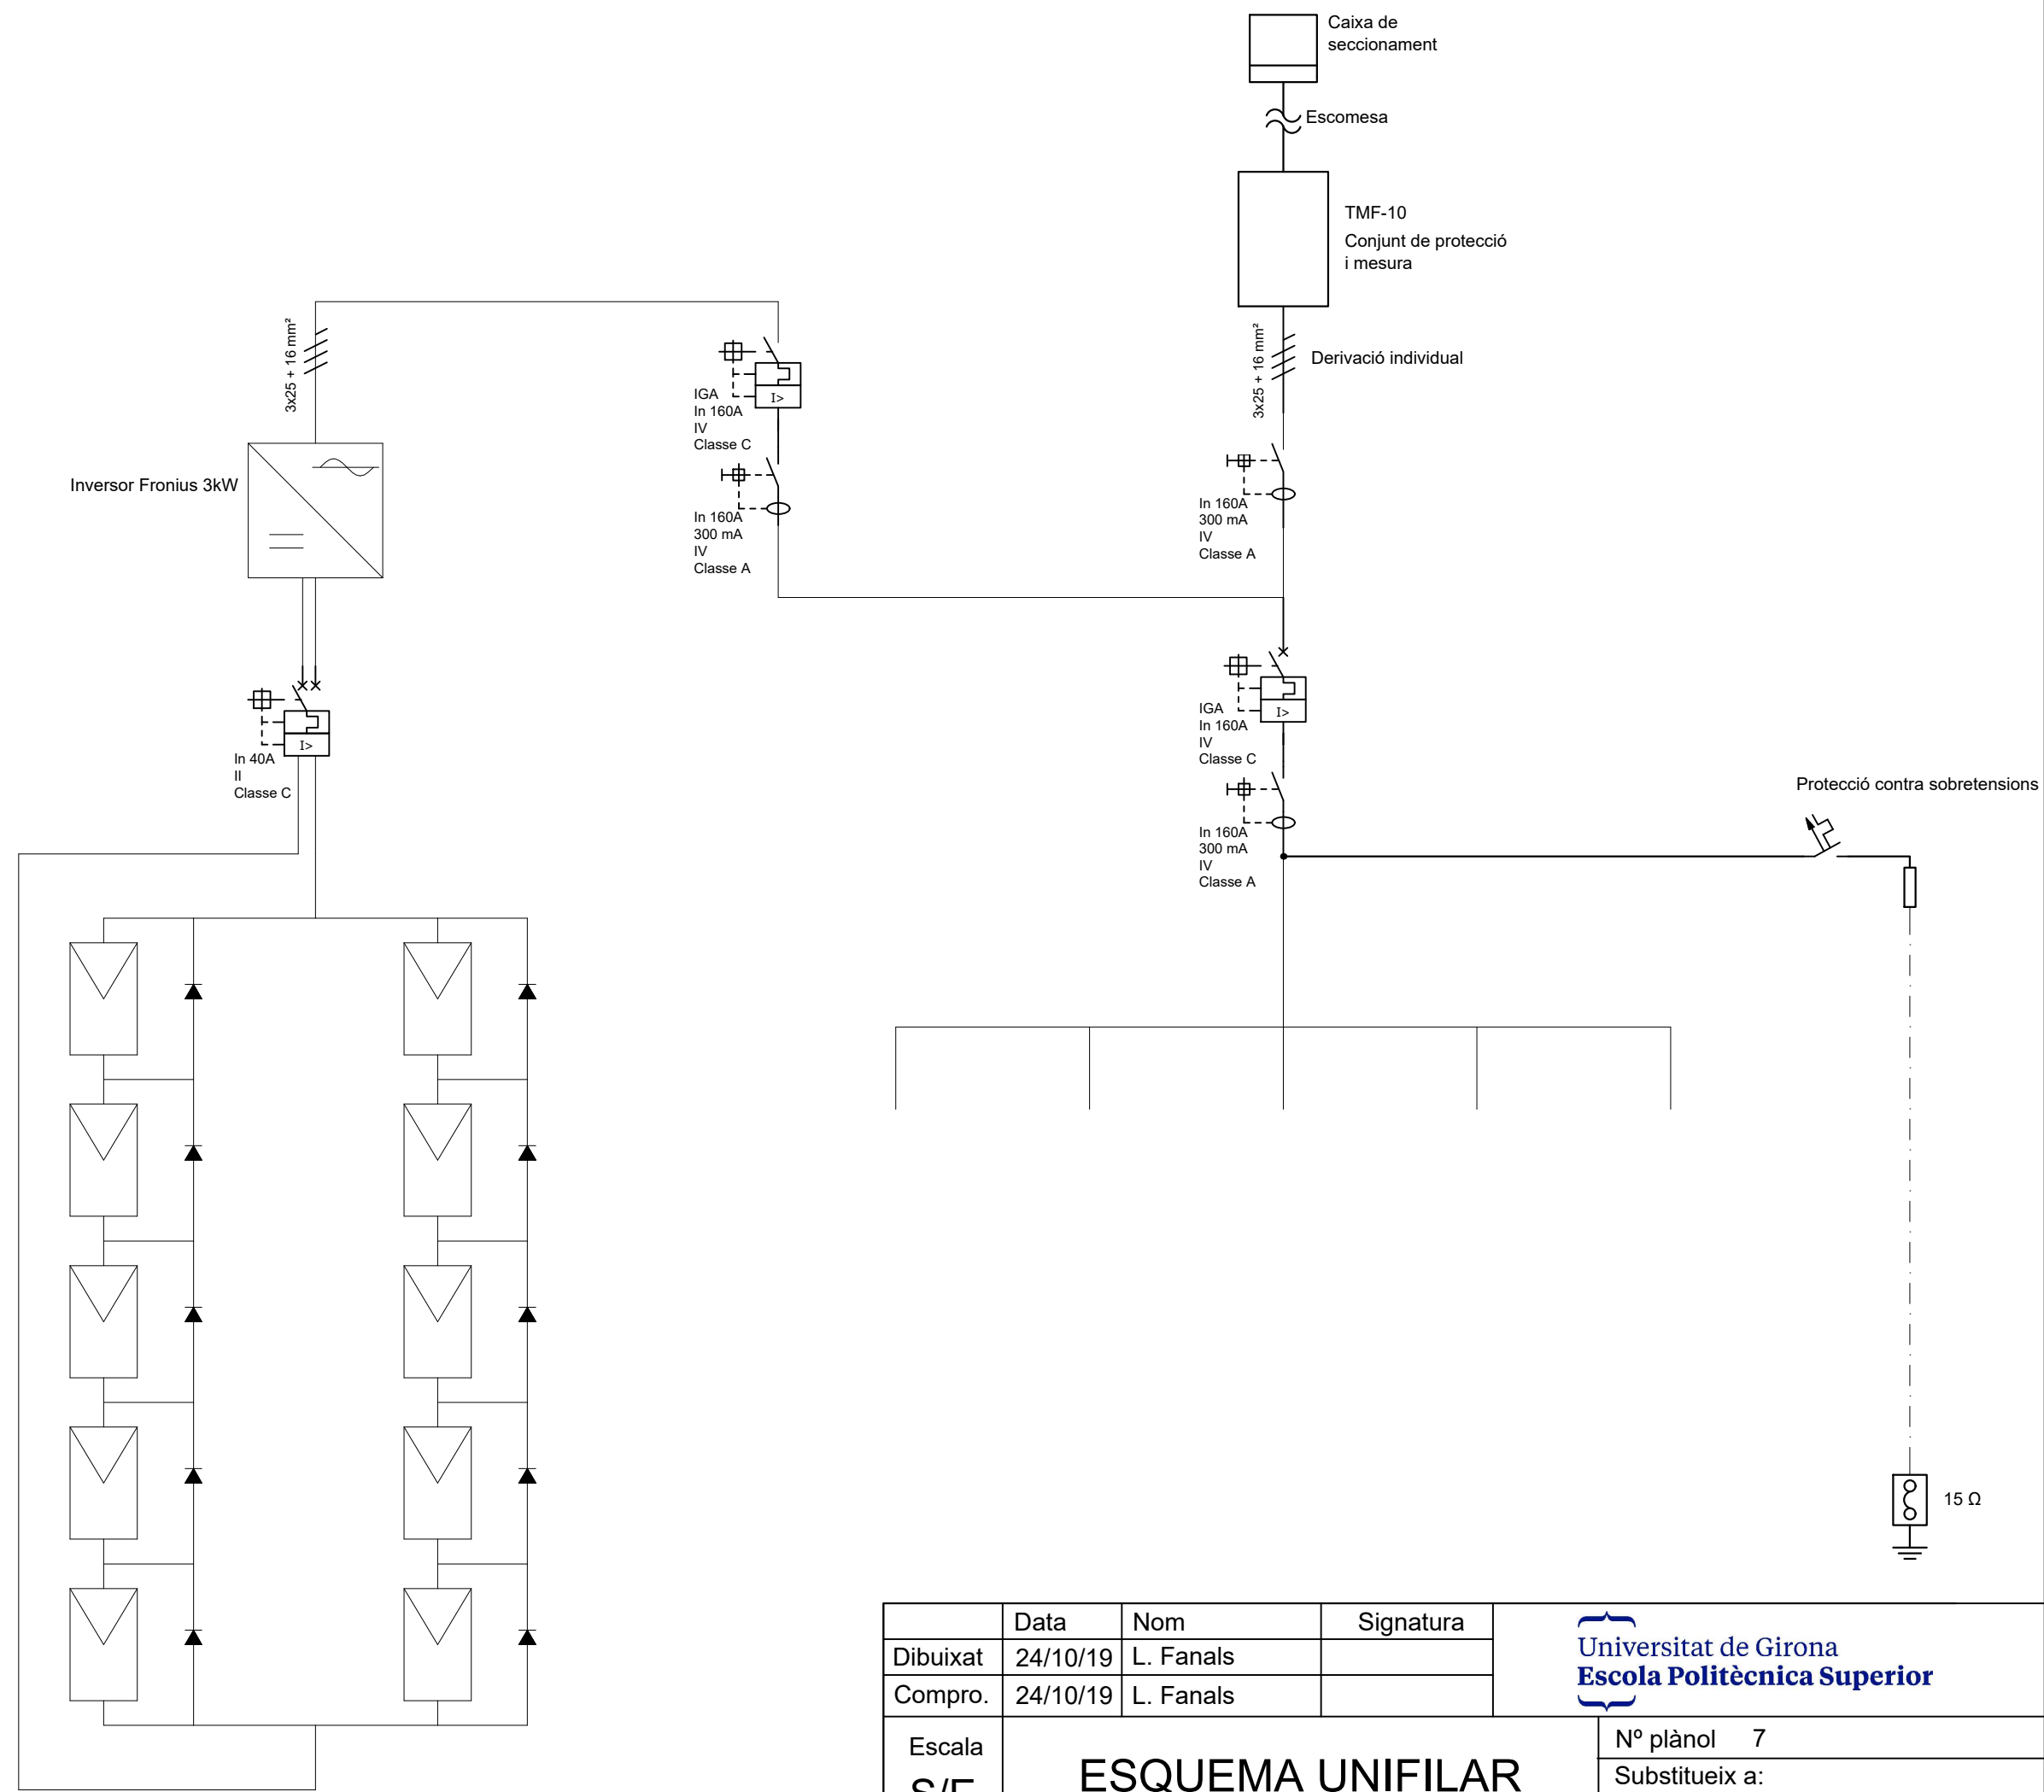 Caixa de
seccionament
Escomesa
TMF-10
Conjunt de protecció
i mesura
3x25 + 16 mm²
Derivació individual
3x25 + 16 mm²
IGA
In 160A
IV
Classe C
I>
In 160A
300 mA
IV
Classe A
In 160A
300 mA
IV
Classe A
Inversor Fronius 3kW
IGA
In 160A
IV
Classe C
I>
In 40A
II
Classe C
I>
In 160A
300 mA
IV
Classe A
Protecció contra sobretensions
15 Ω
Data Nom Signatura
Dibuixat 24/10/19 L. Fanals
Compro. 24/10/19 L. Fanals
Universitat de Girona
Escola Politècnica Superior
Escala
S/E
ESQUEMA UNIFILAR
Nº plànol 7
Substitueix a: